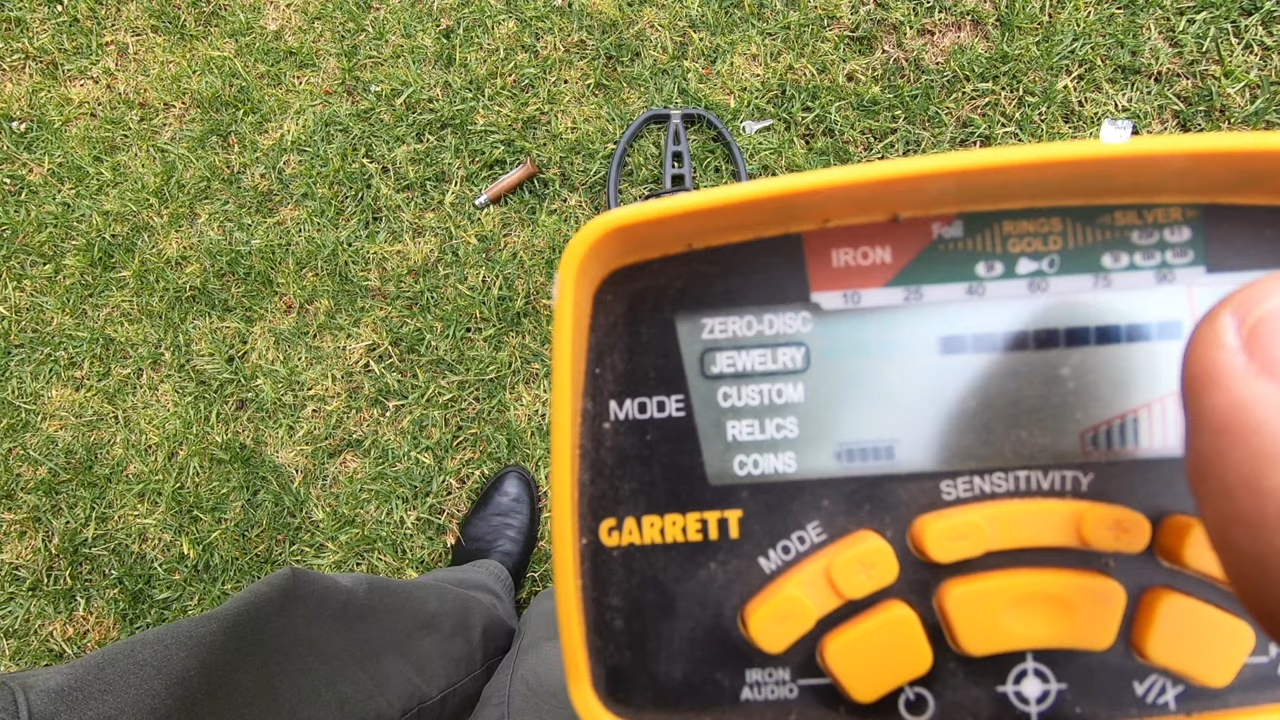 IRON
Foil
RINGS
GOLD
SILVER
10 25 40 60 75 90
ZERO-DISC
JEWELRY
CUSTOM
RELICS
COINS
MODE
SENSITIVITY
GARRETT
MODE
IRON
AUDIO